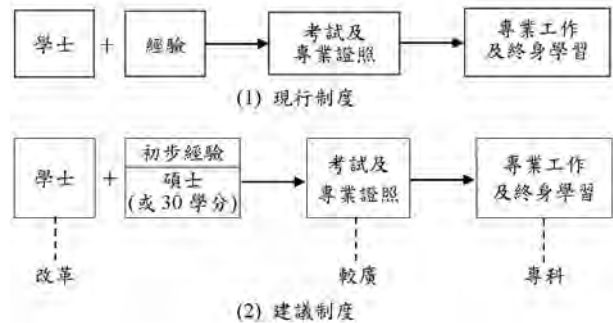 學士 + 經驗 考試及 專業工作
專業證照 及終身學習
(1) 現行制度
學士 + 初步經驗 考試及 專業工作
碩士 專業證照 及終身學習
(或 30 學分)
改革 較廣 專科
(2) 建議制度